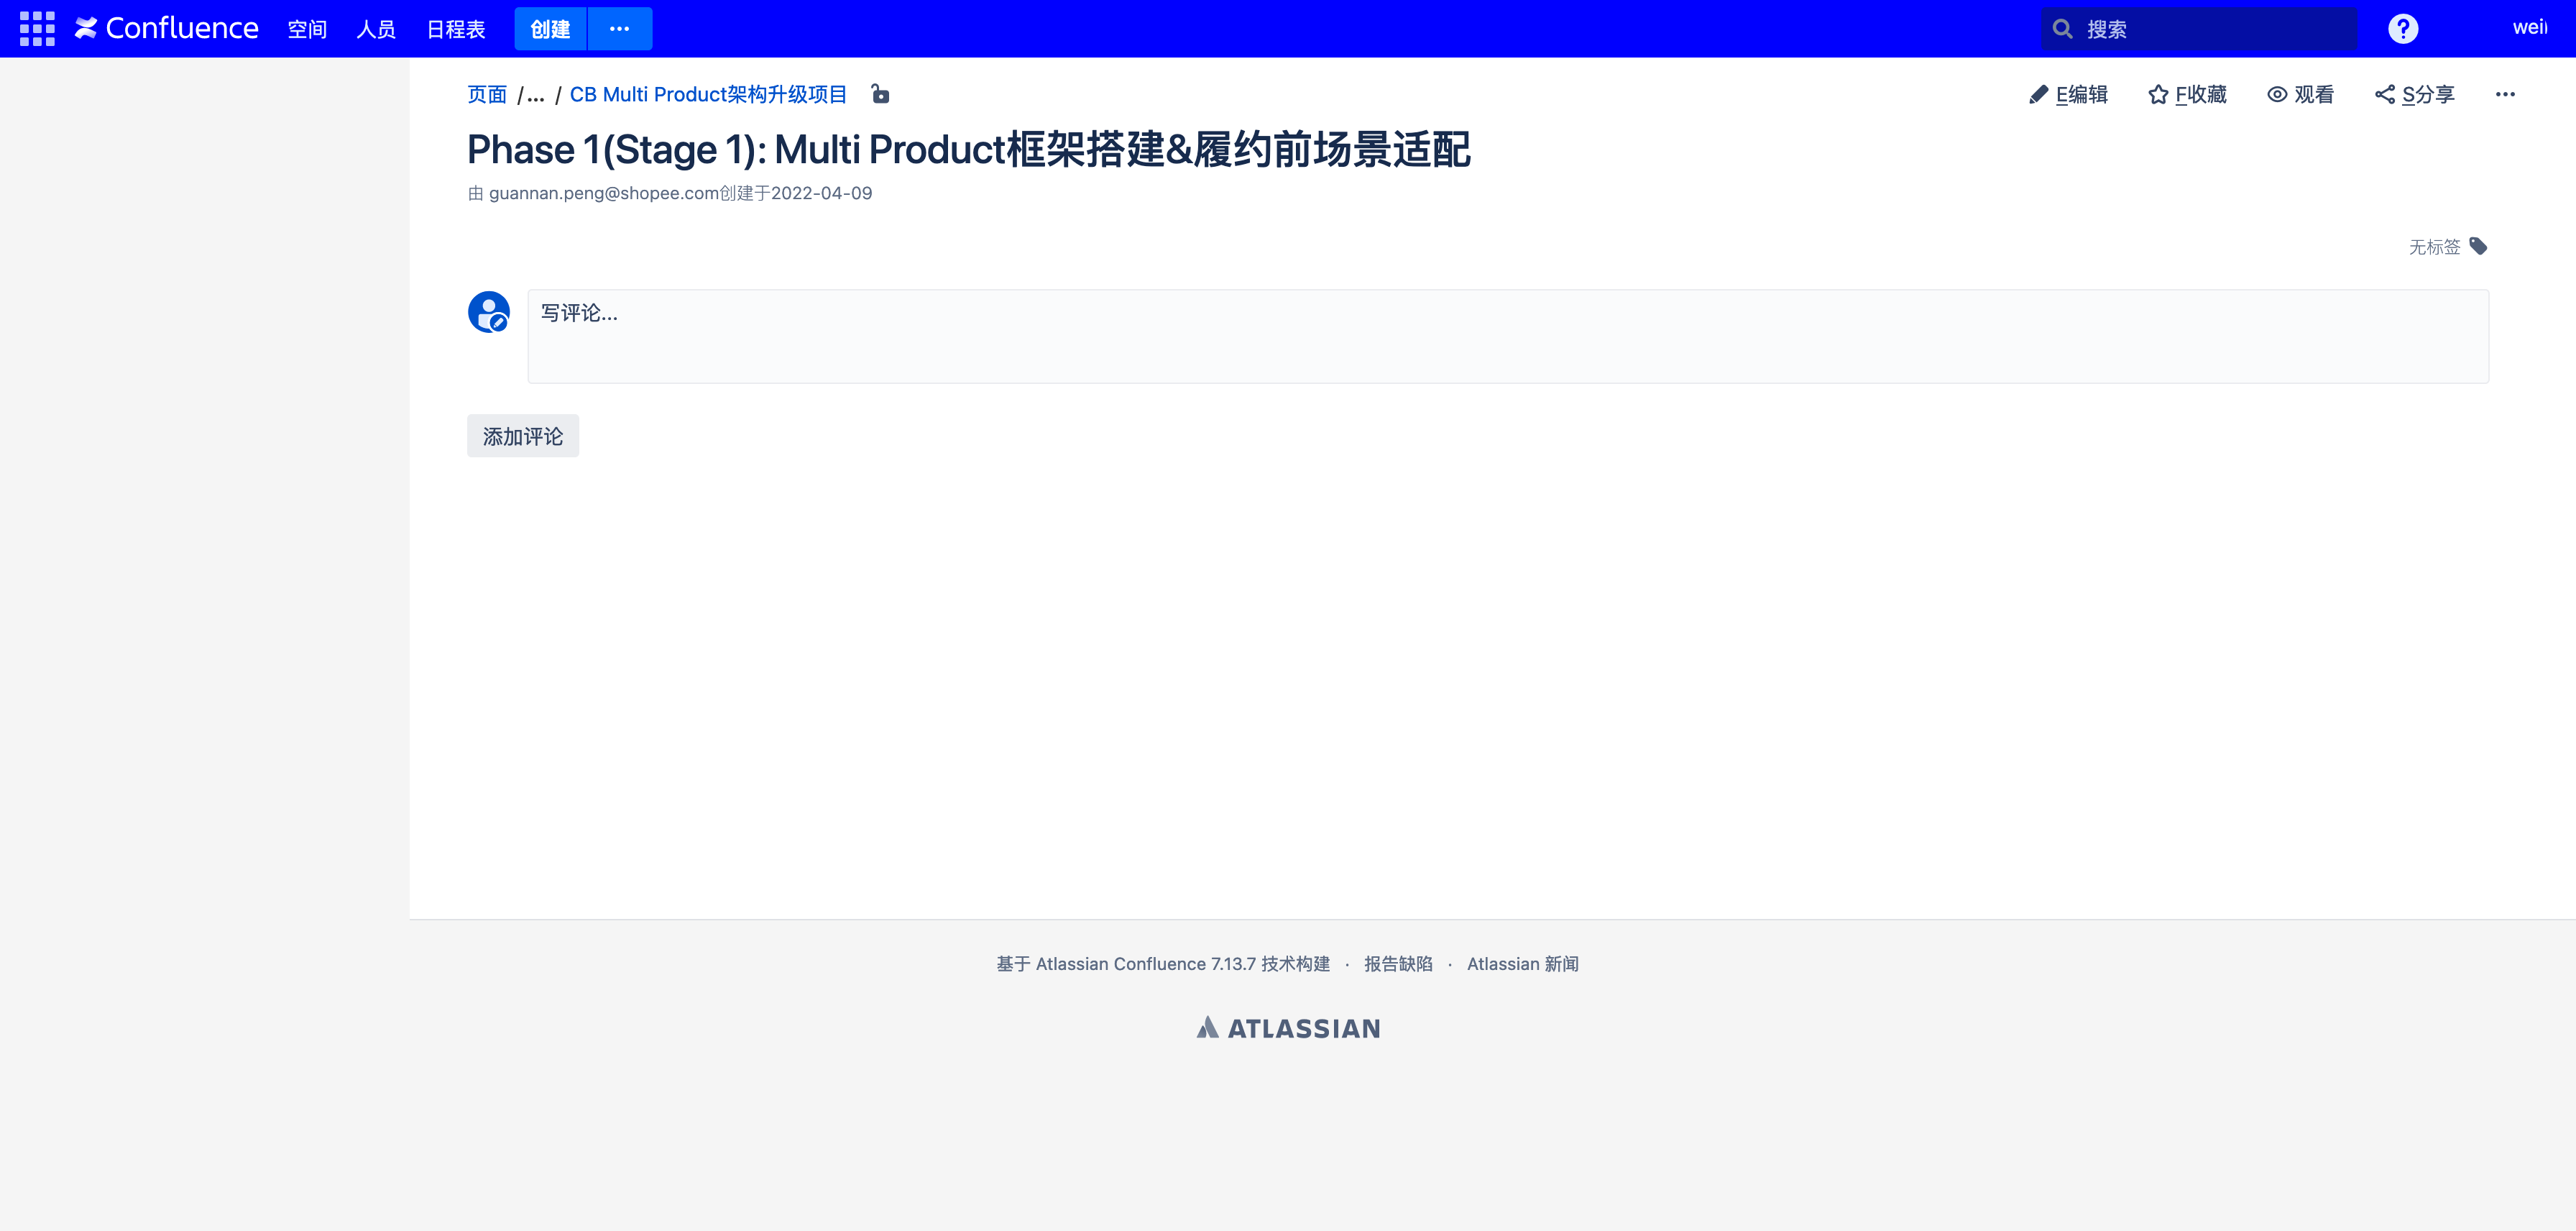 Confluence 空间 人员 日程表 创建 ··· 搜索 ?
页面 /... / CB Multi Product架构升级项目 E编辑 F收藏 观看 S分享 ···
Phase 1(Stage 1): Multi Product框架搭建&履约前场景适配
由 guannan.peng@shopee.com创建于2022-04-09
无标签
写评论...
添加评论
基于 Atlassian Confluence 7.13.7 技术构建 · 报告缺陷 · Atlassian 新闻
ATLASSIAN